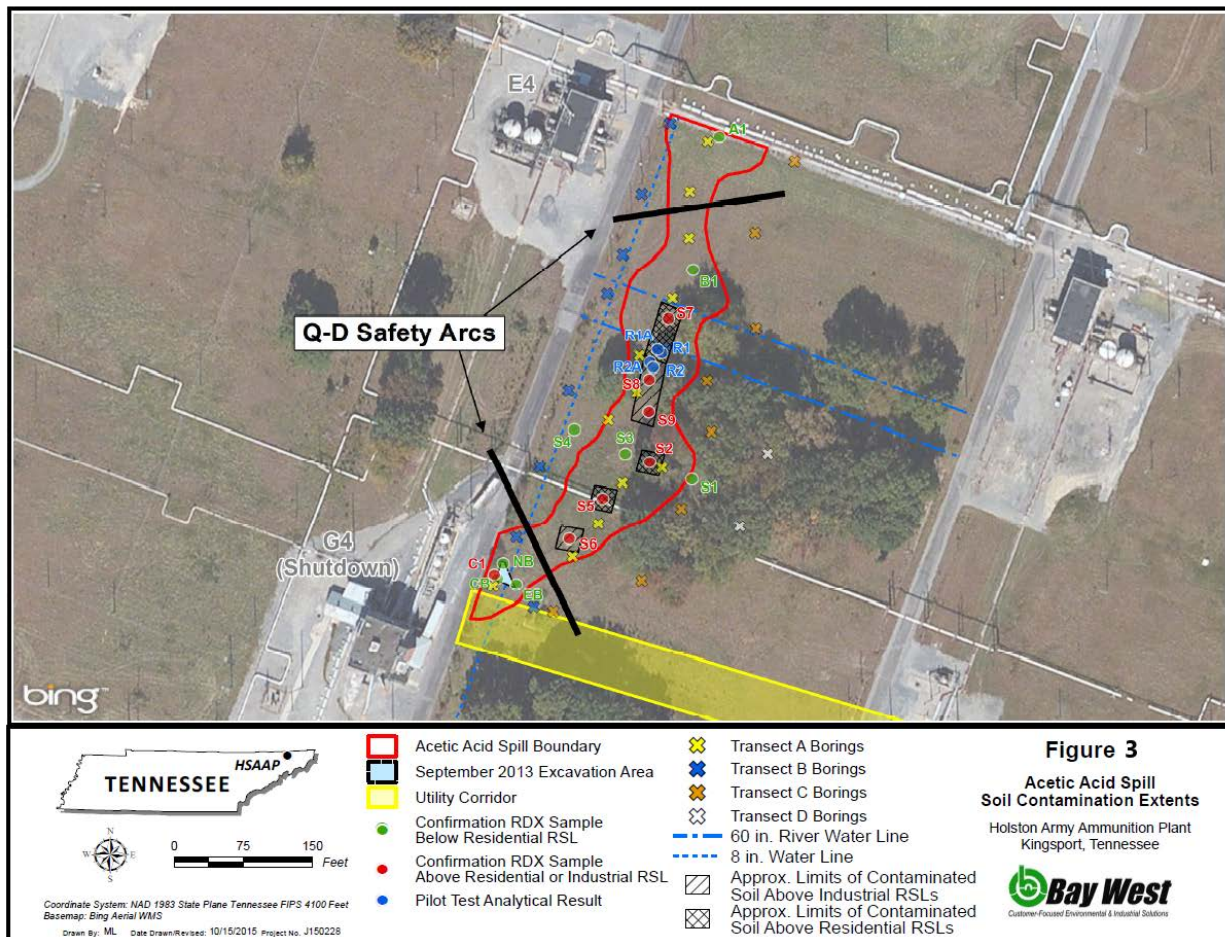 E4
A1
Q-D Safety Arcs
B1
S7
R1A
R1
R2A
R2
S8
S9
S4
S3
S2
S1
S5
S6
G4
(Shutdown)
C1
NB
CB
EB
bing™
TENNESSEE
HSAAP
N
W
E
S
0 75 150
Feet
Coordinate System: NAD 1983 State Plane Tennessee FIPS 4100 Feet
Basemap: Bing Aerial WMS
Drawn By: ML Date Drawn/Revised: 10/15/2015 Project No. J150228
Acetic Acid Spill Boundary
September 2013 Excavation Area
Utility Corridor
Confirmation RDX Sample
Below Residential RSL
Confirmation RDX Sample
Above Residential or Industrial RSL
Pilot Test Analytical Result
Transect A Borings
Transect B Borings
Transect C Borings
Transect D Borings
60 in. River Water Line
8 in. Water Line
Approx. Limits of Contaminated
Soil Above Industrial RSLs
Approx. Limits of Contaminated
Soil Above Residential RSLs
Figure 3
Acetic Acid Spill
Soil Contamination Extents
Holston Army Ammunition Plant
Kingsport, Tennessee
Bay West
Customer-Focused Environmental & Industrial Solutions